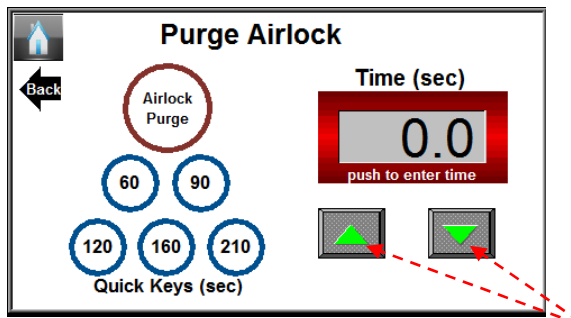 Purge Airlock
Back
Airlock
Purge
60 90
120 160 210
Quick Keys (sec)
Time (sec)
0.0
push to enter time